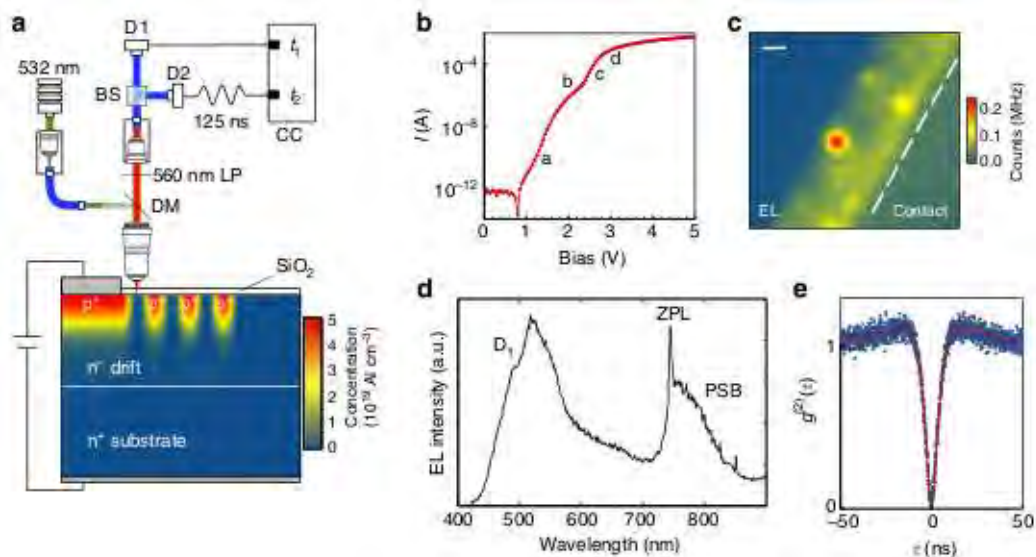 a
D1
532 nm
t1
BS
D2
t2
125 ns
CC
560 nm LP
DM
SiO2
p+
n- drift
n+ substrate
5
4
3
2
1
0
Concentration
(10^19 Al cm^-3)
b
10^-4
10^-8
10^-12
I (A)
a
b
c
d
0
1
2
3
4
5
Bias (V)
c
EL
Contact
0.2
0.1
0.0
Counts (MHz)
d
D1
ZPL
PSB
EL intensity (a.u.)
400
500
600
700
800
Wavelength (nm)
e
1
0
g^(2)(τ)
-50
0
50
τ (ns)